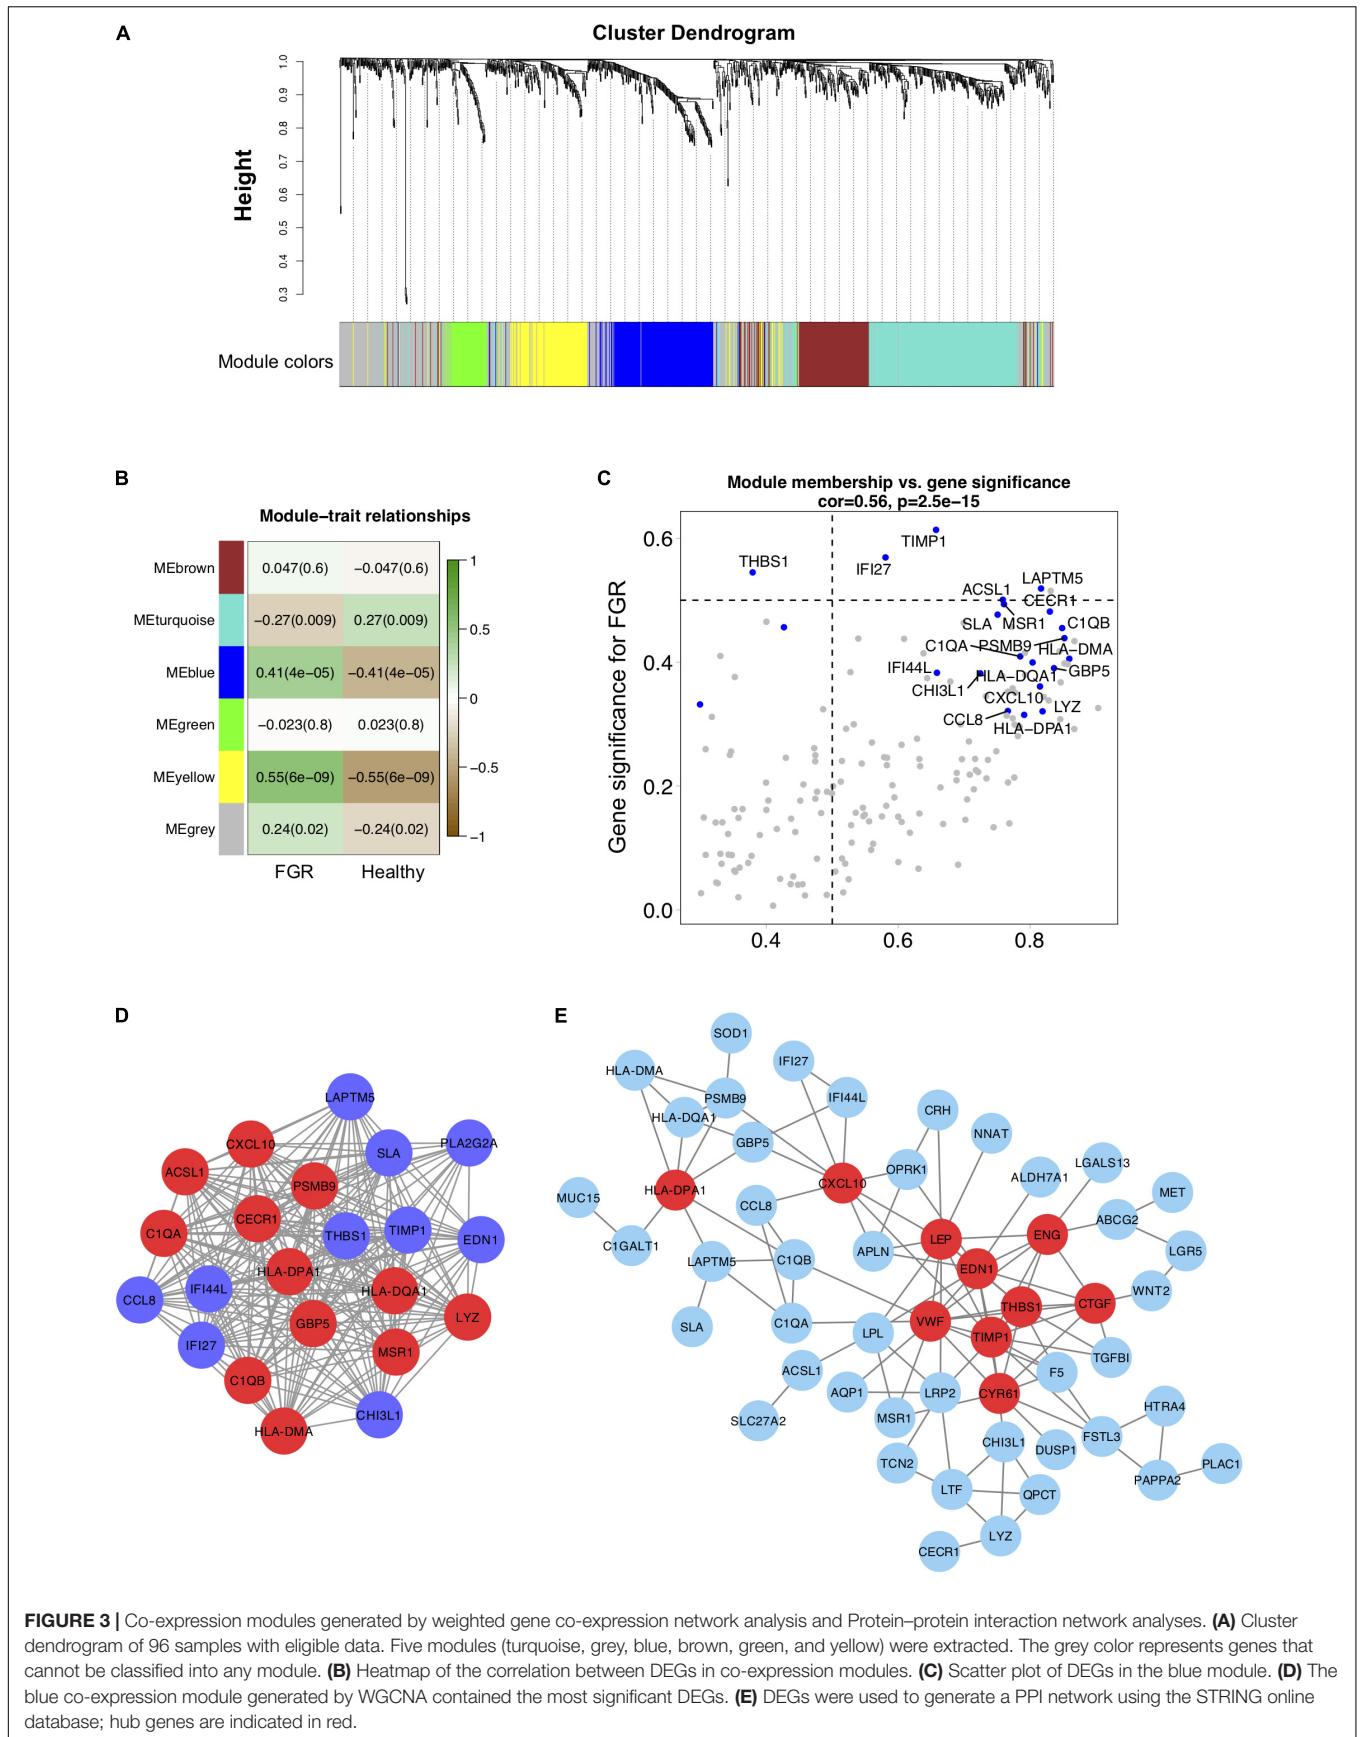 A
Cluster Dendrogram
Height
1.0
0.9
0.8
0.7
0.6
0.5
0.4
0.3
Module colors
B
Module–trait relationships
MEbrown 0.047(0.6) −0.047(0.6)
MEturquoise −0.27(0.009) 0.27(0.009)
MEblue 0.41(4e−05) −0.41(4e−05)
MEgreen −0.023(0.8) 0.023(0.8)
MEyellow 0.55(6e−09) −0.55(6e−09)
MEgrey 0.24(0.02) −0.24(0.02)
FGR Healthy
1
0.5
0
−0.5
−1
C
Module membership vs. gene significance
cor=0.56, p=2.5e−15
Gene significance for FGR
0.6
0.4
0.2
0.0
0.4 0.6 0.8
TIMP1
THBS1
IFI27
LAPTM5
ACSL1
CECR1
SLA
MSR1
C1QB
C1QA
PSMB9
HLA−DMA
IFI44L
HLA−DQA1
GBP5
CHI3L1
CXCL10
LYZ
CCL8
HLA−DPA1
D
LAPTM5
CXCL10
SLA
PLA2G2A
ACSL1
PSMB9
CECR1
C1QA
THBS1
TIMP1
EDN1
HLA-DPA1
IFI44L
HLA-DQA1
CCL8
LYZ
GBP5
IFI27
MSR1
C1QB
CHI3L1
HLA-DMA
E
SOD1
HLA-DMA
IFI27
PSMB9
IFI44L
HLA-DQA1
CRH
GBP5
NNAT
LGALS13
OPRK1
ALDH7A1
CXCL10
HLA-DPA1
MET
MUC15
CCL8
ABCG2
C1GALT1
APLN
LEP
ENG
LGR5
LAPTM5
C1QB
EDN1
WNT2
THBS1
CTGF
SLA
C1QA
VWF
LPL
TIMP1
TGFBI
ACSL1
F5
AQP1
LRP2
CYR61
HTRA4
SLC27A2
MSR1
CHI3L1
DUSP1
FSTL3
TCN2
PLAC1
PAPPA2
LTF
QPCT
LYZ
CECR1
FIGURE 3 | Co-expression modules generated by weighted gene co-expression network analysis and Protein–protein interaction network analyses. (A) Cluster
dendrogram of 96 samples with eligible data. Five modules (turquoise, grey, blue, brown, green, and yellow) were extracted. The grey color represents genes that
cannot be classified into any module. (B) Heatmap of the correlation between DEGs in co-expression modules. (C) Scatter plot of DEGs in the blue module. (D) The
blue co-expression module generated by WGCNA contained the most significant DEGs. (E) DEGs were used to generate a PPI network using the STRING online
database; hub genes are indicated in red.